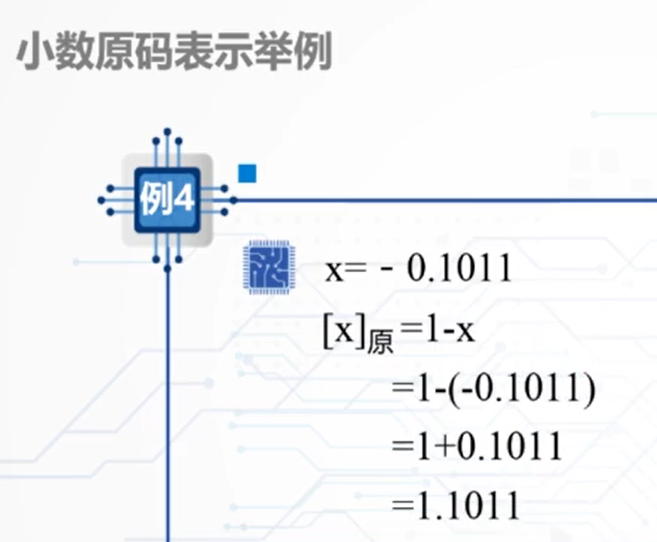 小数原码表示举例
例4
x= - 0.1011
[x]原=1-x
=1-(-0.1011)
=1+0.1011
=1.1011